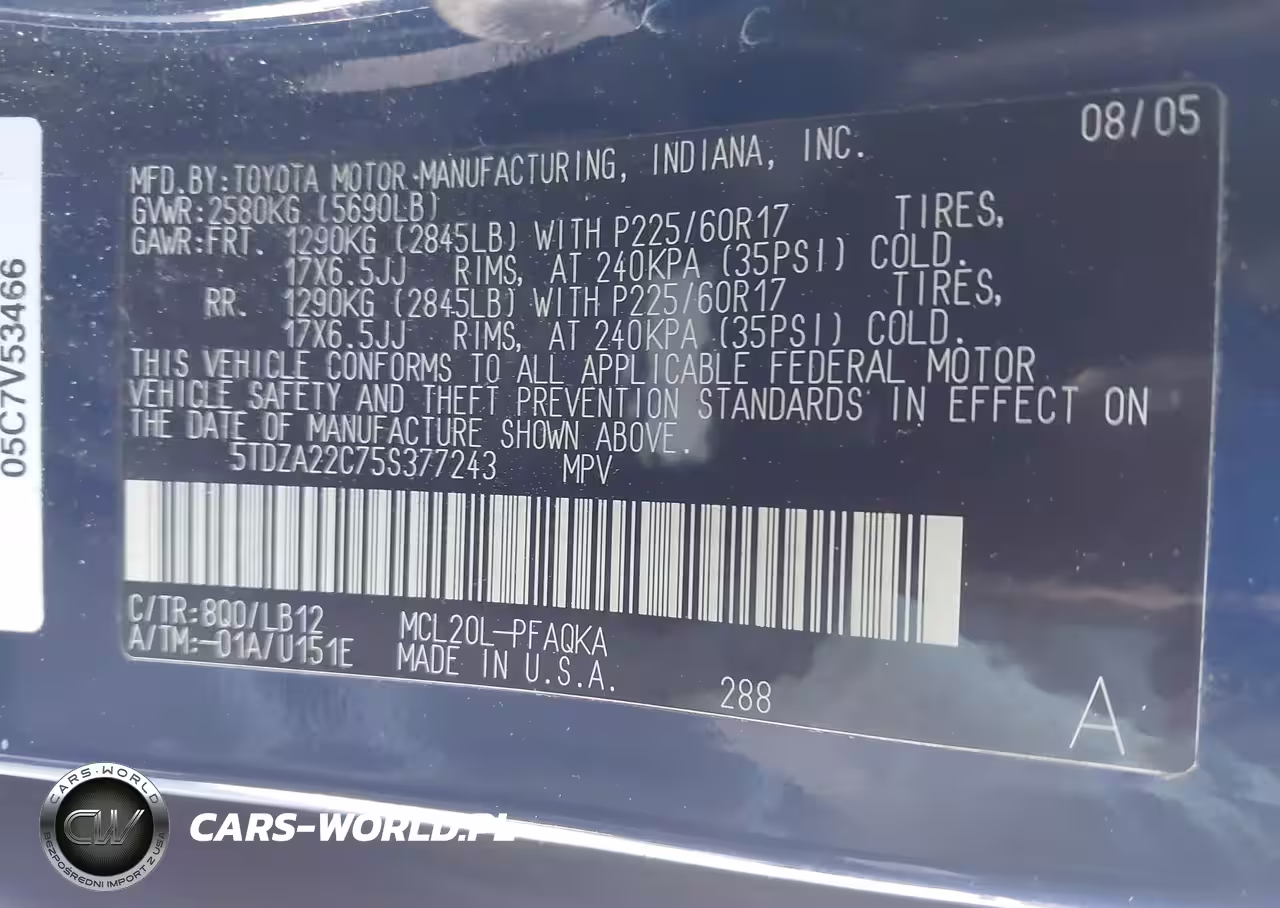 08/05
MFD.BY:TOYOTA MOTOR MANUFACTURING, INDIANA, INC.
GVWR:2580KG (5690LB)
GAWR:FRT. 1290KG (2845LB) WITH P225/60R17 TIRES,
17X6.5JJ RIMS, AT 240KPA (35PSI) COLD.
RR. 1290KG (2845LB) WITH P225/60R17 TIRES,
17X6.5JJ RIMS, AT 240KPA (35PSI) COLD.
THIS VEHICLE CONFORMS TO ALL APPLICABLE FEDERAL MOTOR
VEHICLE SAFETY AND THEFT PREVENTION STANDARDS IN EFFECT ON
THE DATE OF MANUFACTURE SHOWN ABOVE.
5TDZA22C75S377243 MPV
C/TR:8Q0/LB12 MCL20L-PFAQKA
A/TM:-01A/U151E MADE IN U.S.A.
288
A
05C7V53466
CARS-WORLD
CW
BEZPOŚREDNI IMPORT Z USA
CARS-WORLD.PL